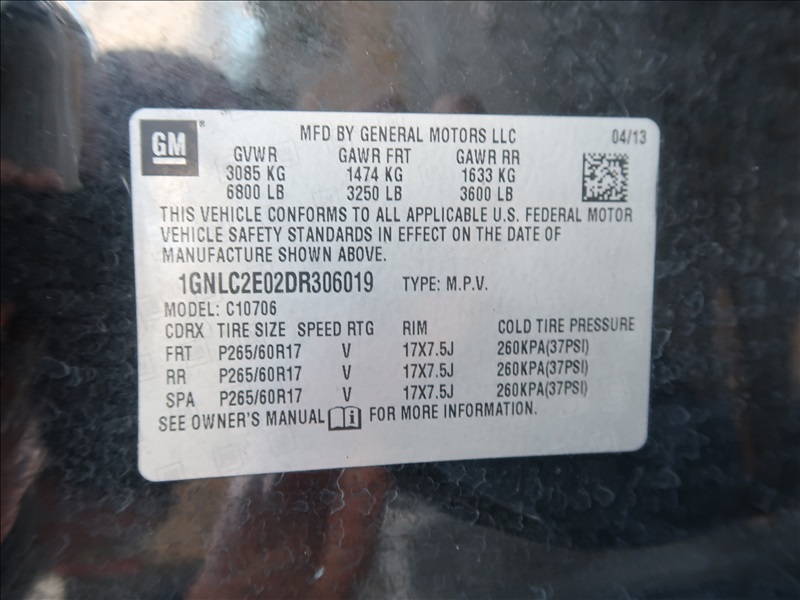 GM
MFD BY GENERAL MOTORS LLC 04/13
GVWR GAWR FRT GAWR RR
3085 KG 1474 KG 1633 KG
6800 LB 3250 LB 3600 LB
THIS VEHICLE CONFORMS TO ALL APPLICABLE U.S. FEDERAL MOTOR
VEHICLE SAFETY STANDARDS IN EFFECT ON THE DATE OF
MANUFACTURE SHOWN ABOVE.
1GNLC2E02DR306019 TYPE: M.P.V.
MODEL: C10706
CDRX TIRE SIZE SPEED RTG RIM COLD TIRE PRESSURE
FRT P265/60R17 V 17X7.5J 260KPA(37PSI)
RR P265/60R17 V 17X7.5J 260KPA(37PSI)
SPA P265/60R17 V 17X7.5J 260KPA(37PSI)
SEE OWNER'S MANUAL i FOR MORE INFORMATION.